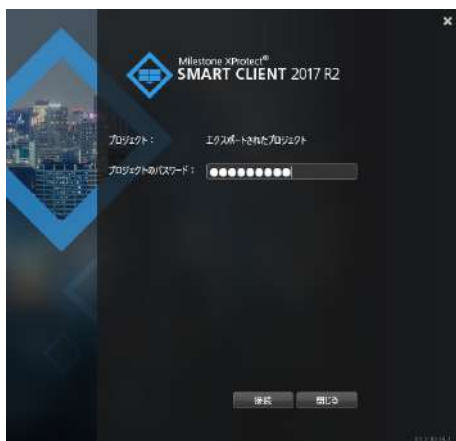 Milestone XProtect®
SMART CLIENT 2017 R2
プロジェクト： エクスポートされたプロジェクト
プロジェクトのパスワード：
接続 閉じる